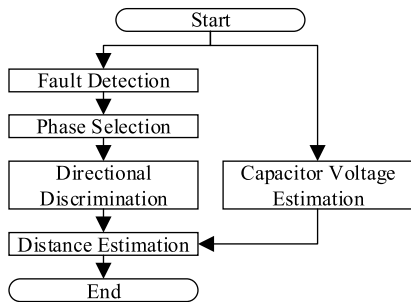 Start
Fault Detection
Phase Selection
Directional
Discrimination
Capacitor Voltage
Estimation
Distance Estimation
End